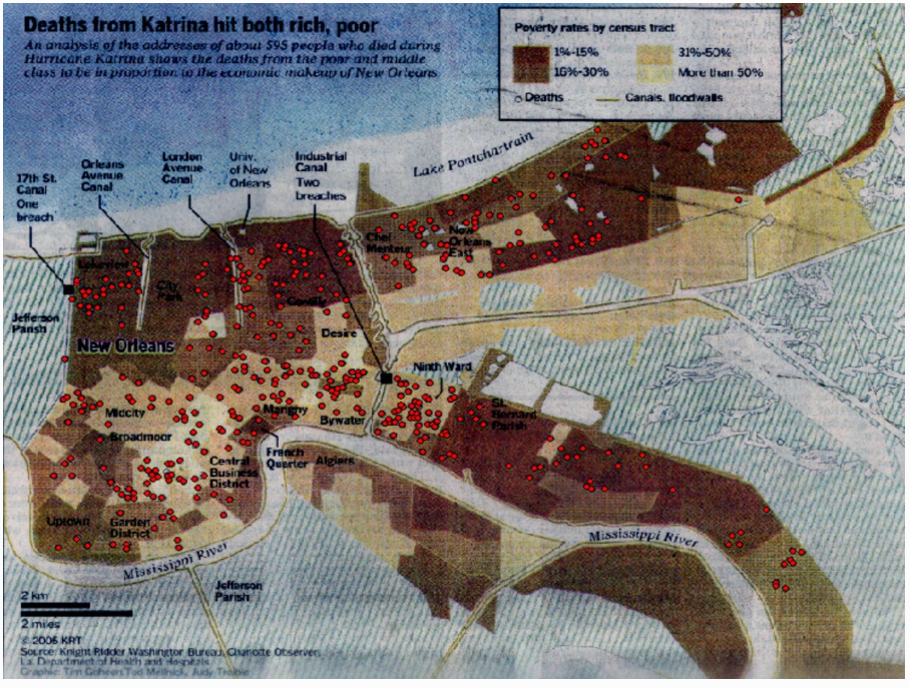 Deaths from Katrina hit both rich, poor
An analysis of the addresses of about 595 people who died during
Hurricane Katrina shows the deaths from the poor and middle
class to be in proportion to the economic makeup of New Orleans
Poverty rates by census tract
1%-15%
16%-30%
31%-50%
More than 50%
Deaths
Canals, floodwalls
17th St.
Canal
One
breach
Orleans
Avenue
Canal
London
Avenue
Canal
Univ.
of New
Orleans
Industrial
Canal
Two
breaches
Lake Pontchartrain
Lakeview
City
Park
Gentilly
Chef
Menteur
New
Orleans
East
Jefferson
Parish
New Orleans
Desire
Ninth Ward
St.
Bernard
Parish
Midcity
Broadmoor
Marigny
Bywater
French
Quarter
Algiers
Central
Business
District
Uptown
Garden
District
Mississippi River
Mississippi River
Jefferson
Parish
2 km
2 miles
© 2005 KRT
Source: Knight Ridder Washington Bureau, Charlotte Observer,
La. Department of Health and Hospitals
Graphic: Tim Goheen, Tod Mellnick, Judy Treible